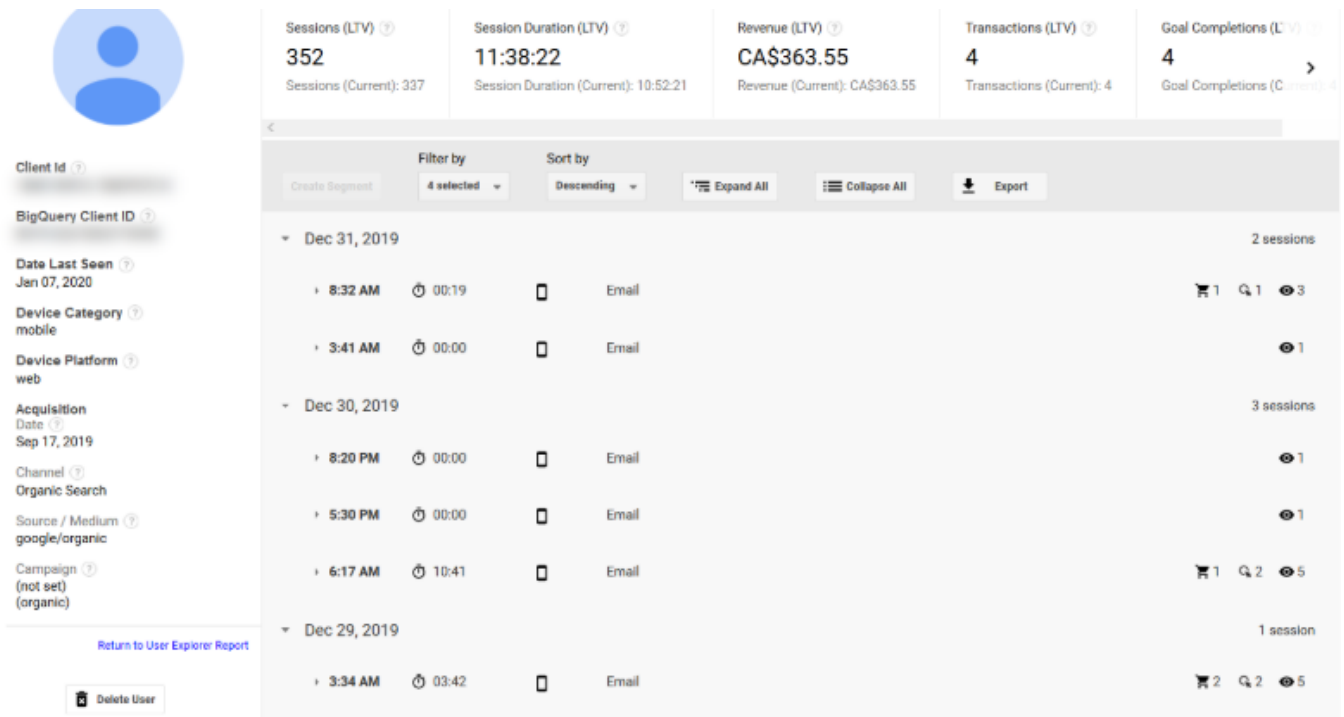 Sessions (LTV) ?
352
Sessions (Current): 337
Session Duration (LTV) ?
11:38:22
Session Duration (Current): 10:52:21
Revenue (LTV) ?
CA$363.55
Revenue (Current): CA$363.55
Transactions (LTV) ?
4
Transactions (Current): 4
Goal Completions (LTV)
4
Goal Completions (Current): 4
Client Id ?
BigQuery Client ID ?
Date Last Seen ?
Jan 07, 2020
Device Category ?
mobile
Device Platform ?
web
Acquisition
Date ?
Sep 17, 2019
Channel ?
Organic Search
Source / Medium ?
google/organic
Campaign ?
(not set)
(organic)
Return to User Explorer Report
Delete User
Filter by
Sort by
Create Segment
4 selected
Descending
Expand All
Collapse All
Export
Dec 31, 2019 2 sessions
8:32 AM 00:19 Email 1 1 3
3:41 AM 00:00 Email 1
Dec 30, 2019 3 sessions
8:20 PM 00:00 Email 1
5:30 PM 00:00 Email 1
6:17 AM 10:41 Email 1 2 5
Dec 29, 2019 1 session
3:34 AM 03:42 Email 2 2 5